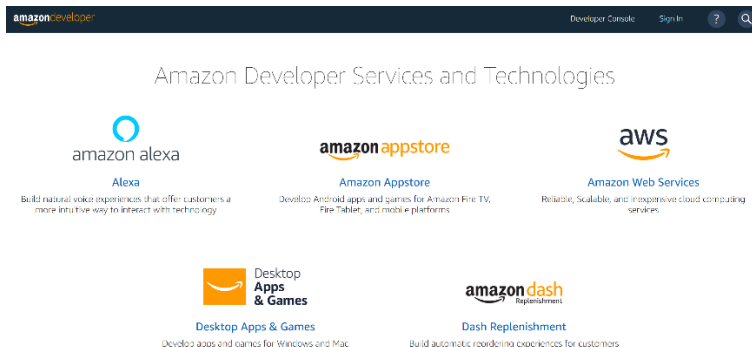 amazondeveloper
Developer Console Sign In ?
Amazon Developer Services and Technologies
amazon alexa
amazon appstore
aws
Alexa
Amazon Appstore
Amazon Web Services
Build natural voice experiences that offer customers a
more intuitive way to interact with technology
Develop Android apps and games for Amazon Fire TV,
Fire Tablet, and mobile platforms
Reliable, Scalable, and inexpensive cloud computing
services
Desktop
Apps
& Games
amazon dash
Replenishment
Desktop Apps & Games
Dash Replenishment
Develop apps and games for Windows and Mac
Build automatic reordering experiences for customers